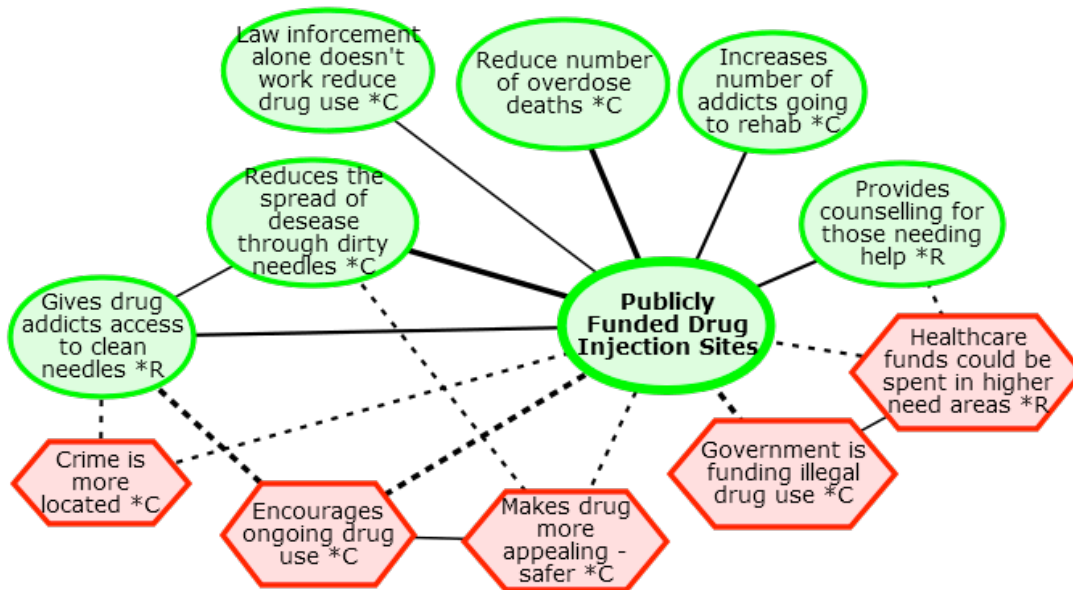 Law inforcement
alone doesn't
work reduce
drug use *C
Reduce number
of overdose
deaths *C
Increases
number of
addicts going
to rehab *C
Reduces the
spread of
desease
through dirty
needles *C
Provides
counselling for
those needing
help *R
Gives drug
addicts access
to clean
needles *R
Publicly
Funded Drug
Injection Sites
Healthcare
funds could be
spent in higher
need areas *R
Crime is
more
located *C
Encourages
ongoing drug
use *C
Makes drug
more
appealing -
safer *C
Government is
funding illegal
drug use *C